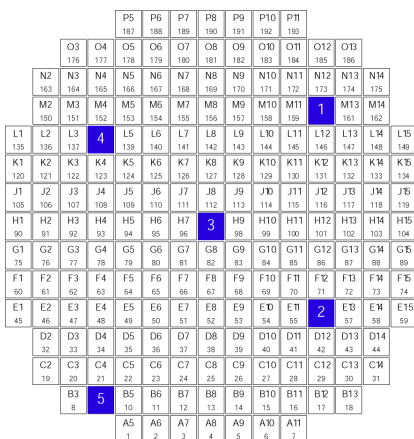 P5 P6 P7 P8 P9 P10 P11
187 188 189 190 191 192 193
O3 O4 O5 O6 O7 O8 O9 O10 O11 O12 O13
176 177 178 179 180 181 182 183 184 185 186
N2 N3 N4 N5 N6 N7 N8 N9 N10 N11 N12 N13 N14
163 164 165 166 167 168 169 170 171 172 173 174 175
M2 M3 M4 M5 M6 M7 M8 M9 M10 M11 1 M13 M14
150 151 152 153 154 155 156 157 158 159 161 162
L1 L2 L3 4 L5 L6 L7 L8 L9 L10 L11 L12 L13 L14 L15
135 136 137 139 140 141 142 143 144 145 146 147 148 149
K1 K2 K3 K4 K5 K6 K7 K8 K9 K10 K11 K12 K13 K14 K15
120 121 122 123 124 125 126 127 128 129 130 131 132 133 134
J1 J2 J3 J4 J5 J6 J7 J8 J9 J10 J11 J12 J13 J14 J15
105 106 107 108 109 110 111 112 113 114 115 116 117 118 119
H1 H2 H3 H4 H5 H6 H7 3 H9 H10 H11 H12 H13 H14 H15
90 91 92 93 94 95 96 98 99 100 101 102 103 104
G1 G2 G3 G4 G5 G6 G7 G8 G9 G10 G11 G12 G13 G14 G15
75 76 77 78 79 80 81 82 83 84 85 86 87 88 89
F1 F2 F3 F4 F5 F6 F7 F8 F9 F10 F11 F12 F13 F14 F15
60 61 62 63 64 65 66 67 68 69 70 71 72 73 74
E1 E2 E3 E4 E5 E6 E7 E8 E9 E10 E11 2 E13 E14 E15
45 46 47 48 49 50 51 52 53 54 55 57 58 59
D2 D3 D4 D5 D6 D7 D8 D9 D10 D11 D12 D13 D14
32 33 34 35 36 37 38 39 40 41 42 43 44
C2 C3 C4 C5 C6 C7 C8 C9 C10 C11 C12 C13 C14
19 20 21 22 23 24 25 26 27 28 29 30 31
B3 5 B5 B6 B7 B8 B9 B10 B11 B12 B13
8 10 11 12 13 14 15 16 17 18
A5 A6 A7 A8 A9 A10 A11
1 2 3 4 5 6 7